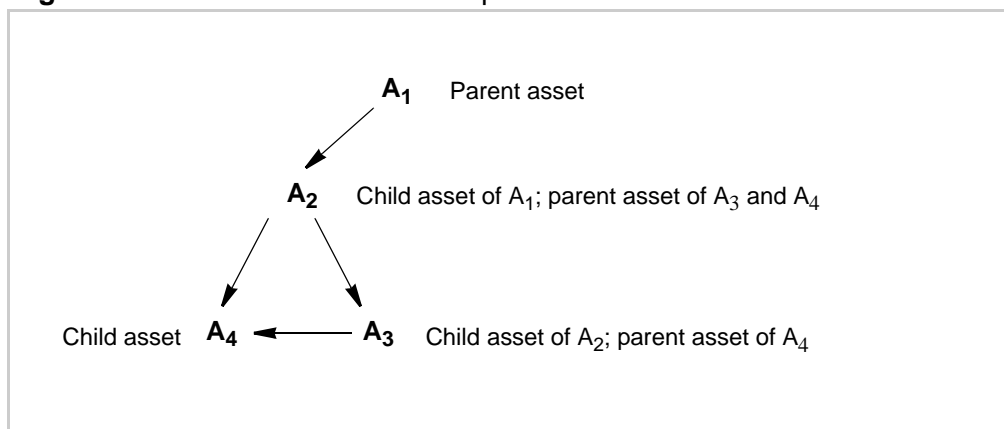 A1 Parent asset
A2 Child asset of A1; parent asset of A3 and A4
Child asset A4 A3 Child asset of A2; parent asset of A4